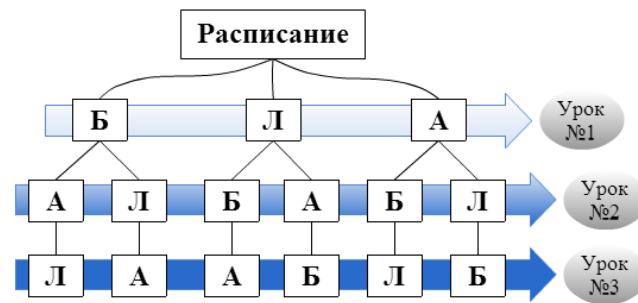 Расписание
Б Л А Урок №1
А Л Б А Б Л Урок №2
Л А А Б Л Б Урок №3